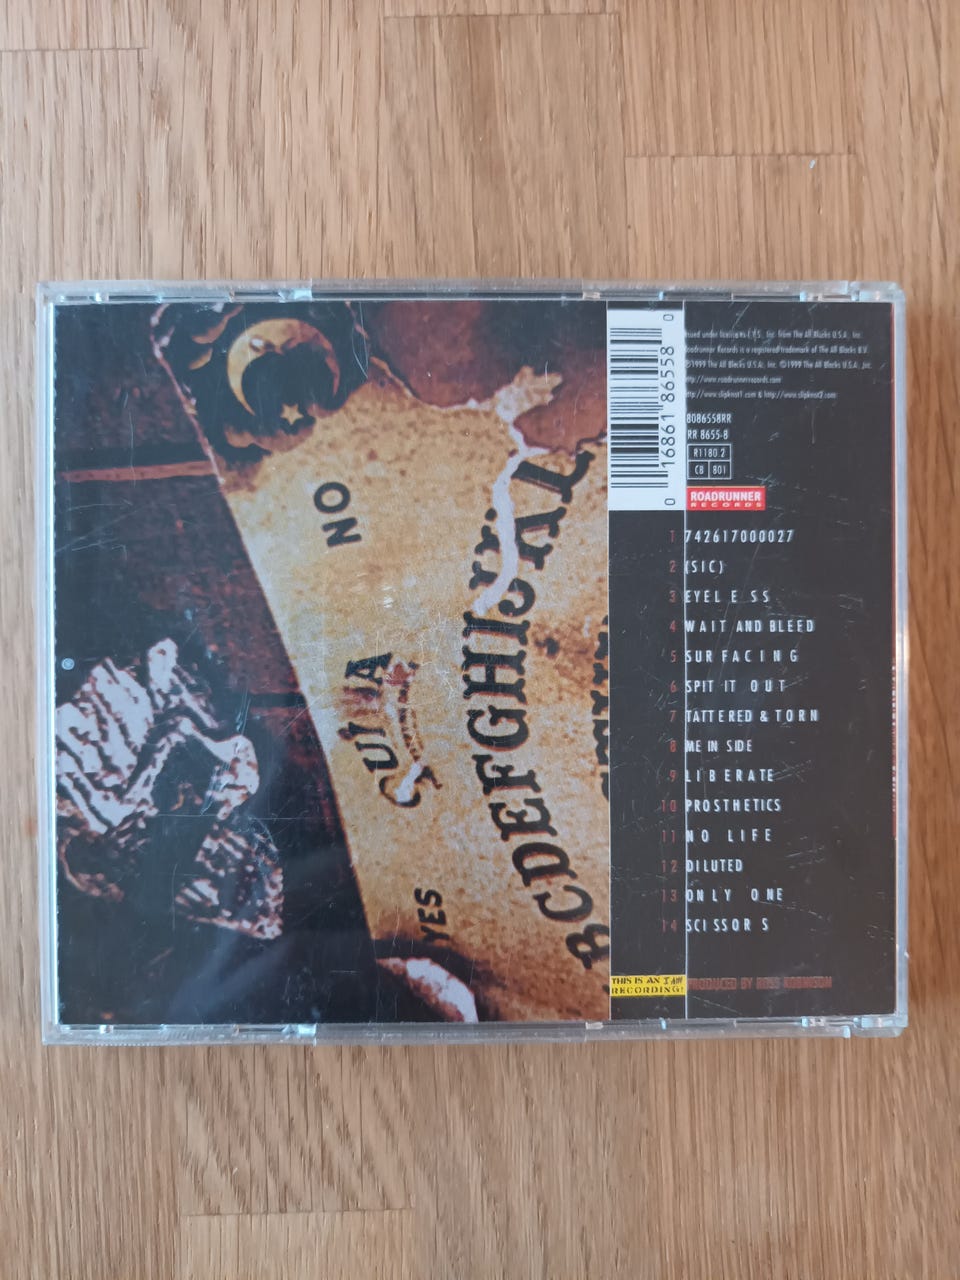 NO
OUIJA
BCDEFGHIJKL
YES
0 16861 86558 0
issued under license to I.Y.S., Inc. from The All Blacks U.S.A., Inc.
Roadrunner Records is a registered trademark of The All Blacks B.V.
℗1999 The All Blacks U.S.A., Inc. ©1999 The All Blacks U.S.A., Inc.
http://www.roadrunnerrecords.com
http://www.slipknot1.com & http://www.slipknot2.com
8086558RR
RR 8655-8
R1180.2
CB 801
ROADRUNNER
RECORDS
1 742617000027
2 (SIC)
3 EYELESS
4 WAIT AND BLEED
5 SURFACING
6 SPIT IT OUT
7 TATTERED & TORN
8 ME INSIDE
9 LIBERATE
10 PROSTHETICS
11 NO LIFE
12 DILUTED
13 ONLY ONE
14 SCISSORS
THIS IS AN I AM
RECORDING!
PRODUCED BY ROSS ROBINSON